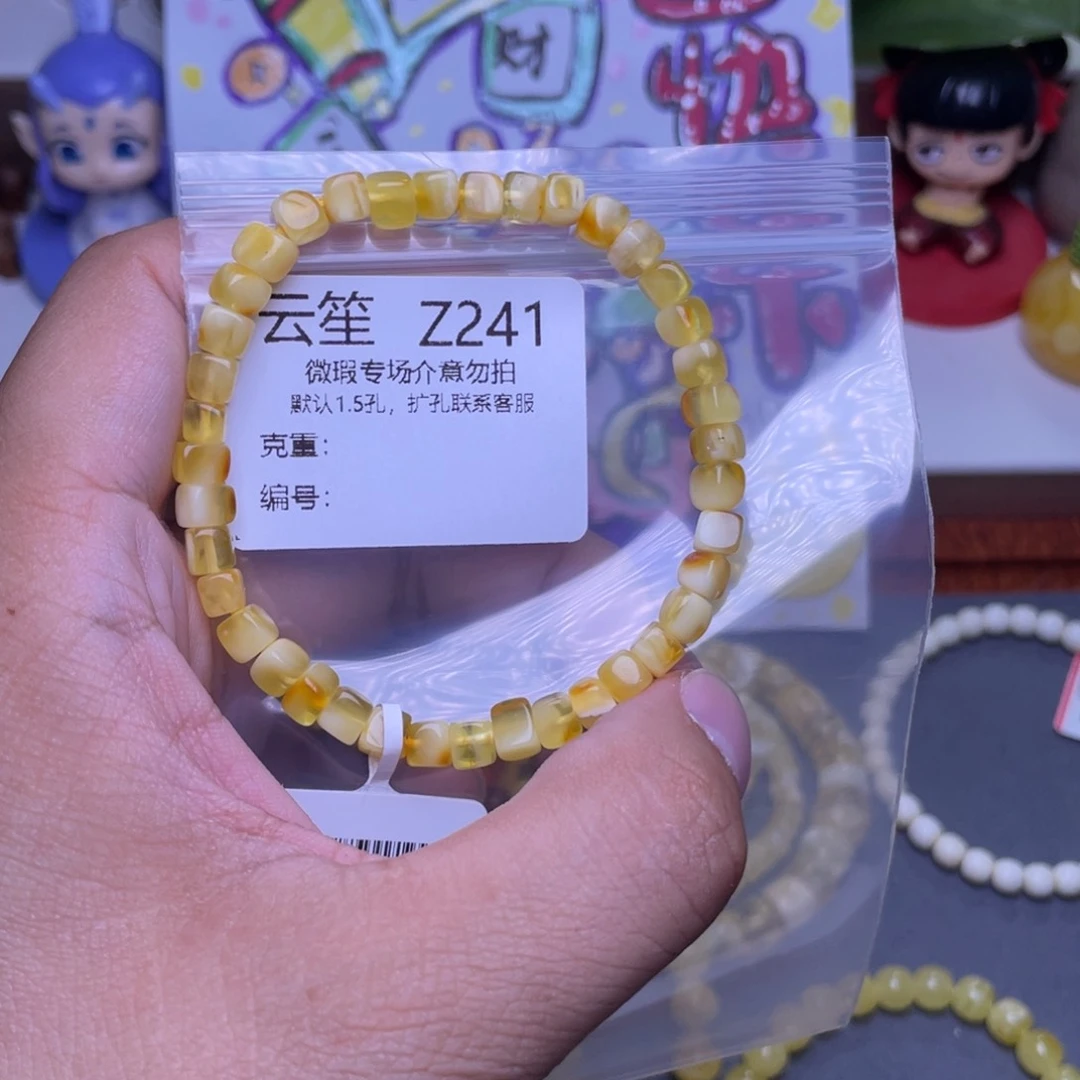 财
云笙 Z241
微瑕专场介意勿拍
默认1.5孔，扩孔联系客服
克重：
编号：